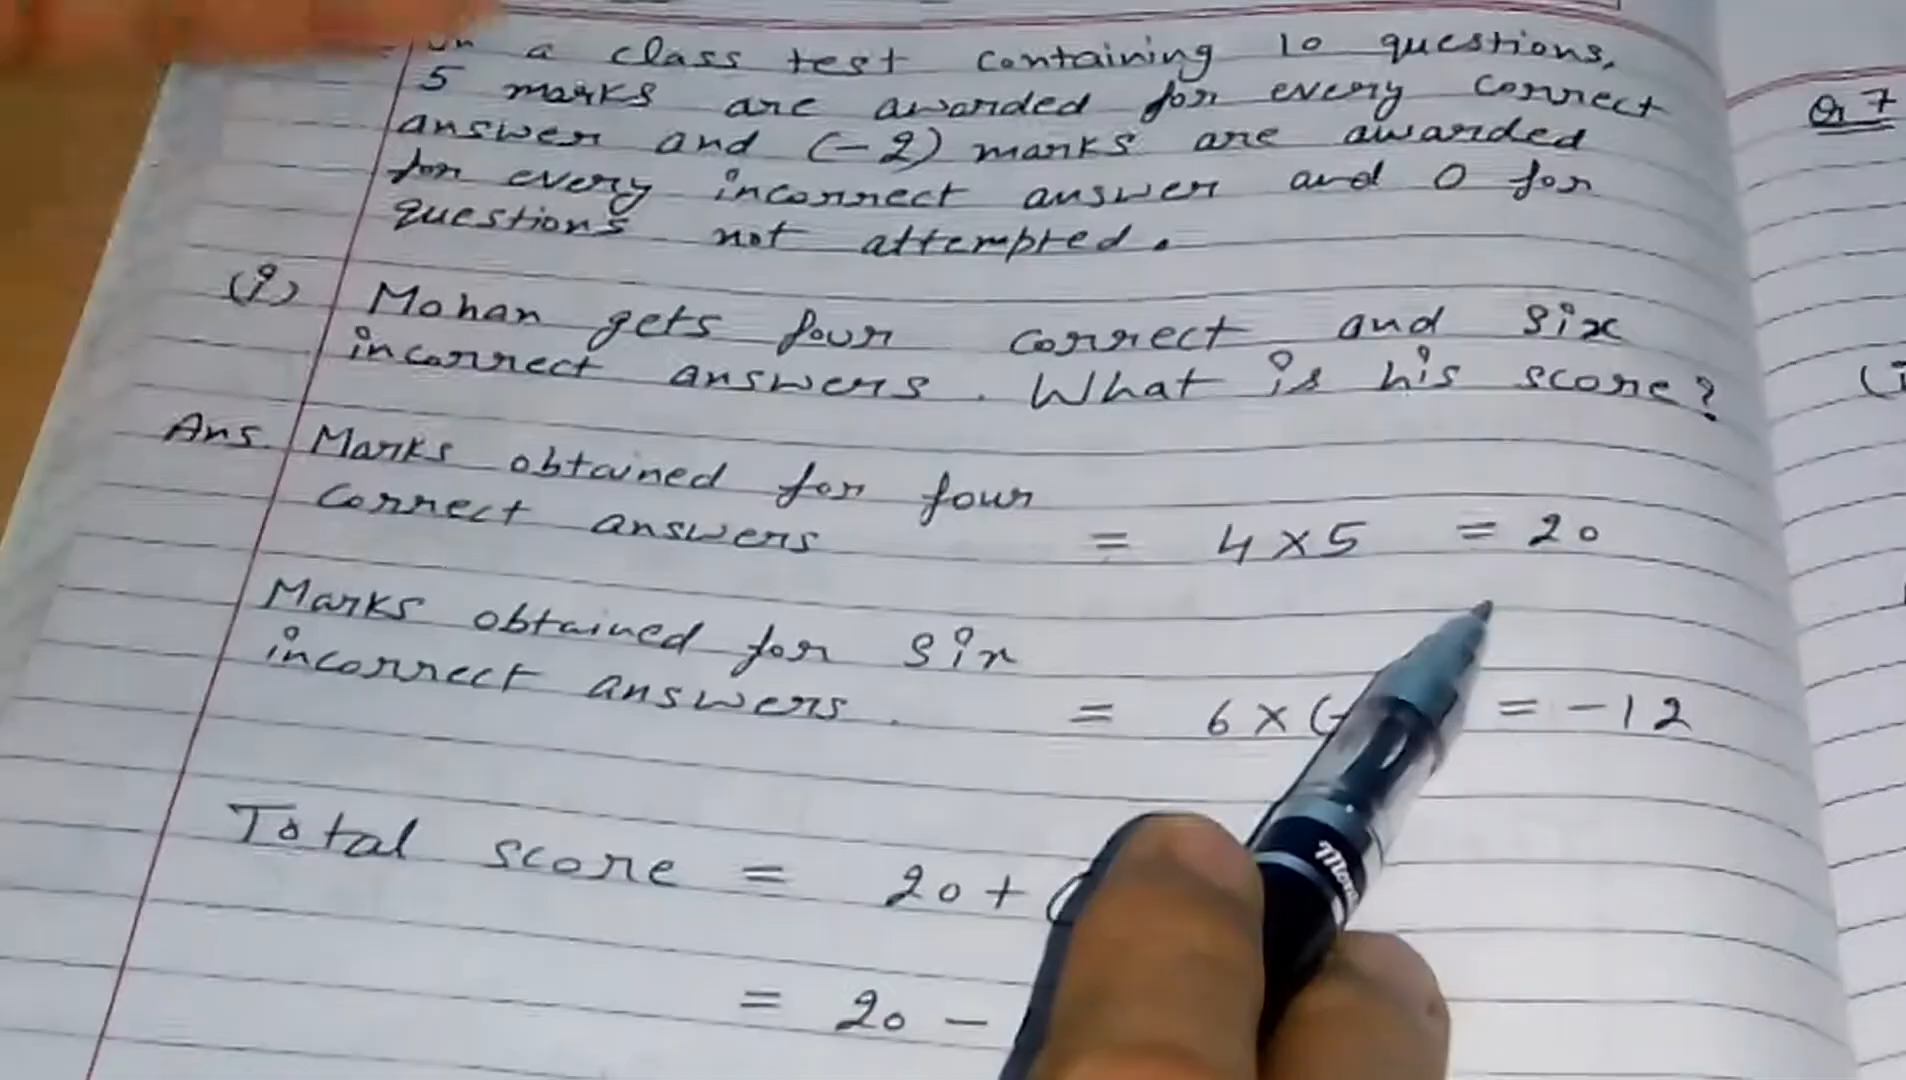 a class test containing 10 questions,
5 marks are awarded for every correct
answer and (-2) marks are awarded
for every incorrect answer and 0 for
questions not attempted.
(i) Mohan gets four correct and six
incorrect answers. What is his score?
Ans. Marks obtained for four
correct answers = 4 × 5 = 20
Marks obtained for six
incorrect answers. = 6 × (- = -12
Total score = 20 + (
= 20 -
Q 7